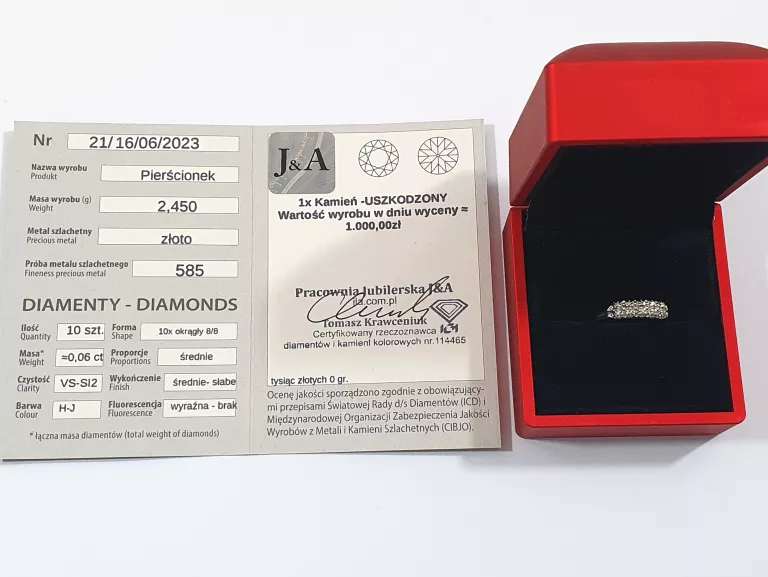 Nr 21/16/06/2023
Nazwa wyrobu Pierścionek
Produkt
Masa wyrobu (g) 2,450
Weight
Metal szlachetny złoto
Precious metal
Próba metalu szlachetnego 585
Fineness precious metal
DIAMENTY - DIAMONDS
Ilość 10 szt. Forma 10x okrągły 8/8
Quantity Shape
Masa* ≈0,06 ct Proporcje średnie
Weight Proportions
Czystość VS-SI2 Wykończenie średnie- słabe
Clarity Finish
Barwa H-J Fluorescencja wyraźna - brak
Colour Fluorescence
* łączna masa diamentów (total weight of diamonds)
J&A
1x Kamień -USZKODZONY
Wartość wyrobu w dniu wyceny ≈
1.000,00zł
Pracownia Jubilerska J&A
jla.com.pl
Tomasz Krawceniuk
Certyfikowany rzeczoznawca
diamentów i kamieni kolorowych nr.114465
tysiąc złotych 0 gr.
Ocenę jakości sporządzono zgodnie z obowiązujący-
mi przepisami Światowej Rady d/s Diamentów (ICD) i
Międzynarodowej Organizacji Zabezpieczenia Jakości
Wyrobów z Metali i Kamieni Szlachetnych (CIBJO).